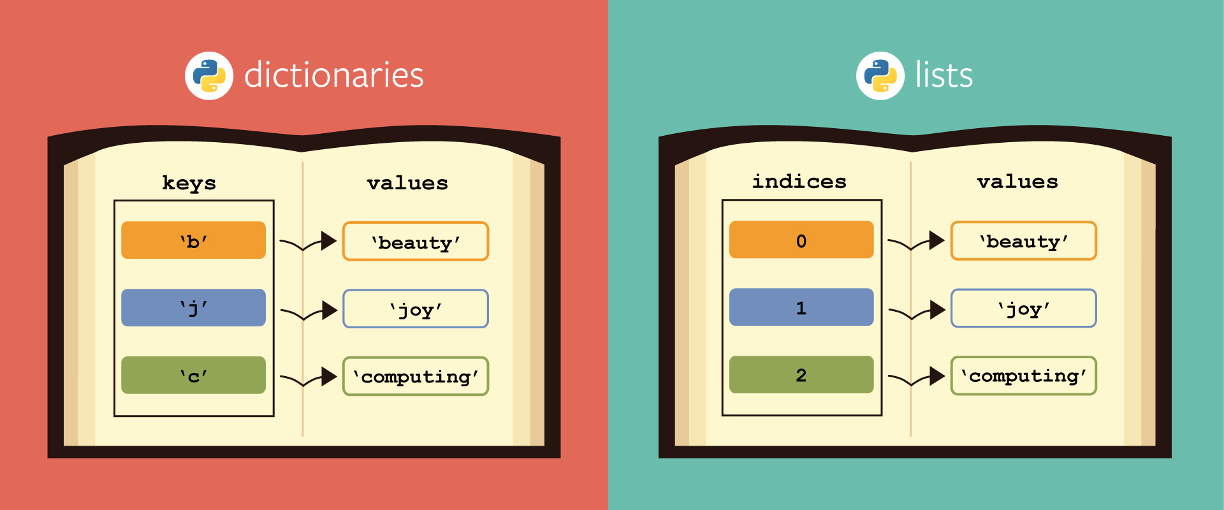 dictionaries
keys values
‘b’ ‘beauty’
‘j’ ‘joy’
‘c’ ‘computing’
lists
indices values
0 ‘beauty’
1 ‘joy’
2 ‘computing’